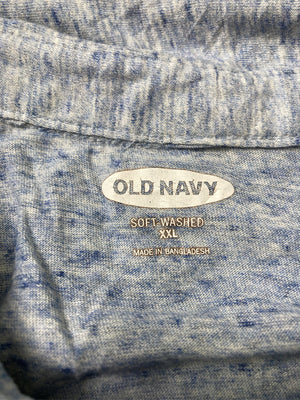 OLD NAVY
SOFT-WASHED
XXL
MADE IN BANGLADESH